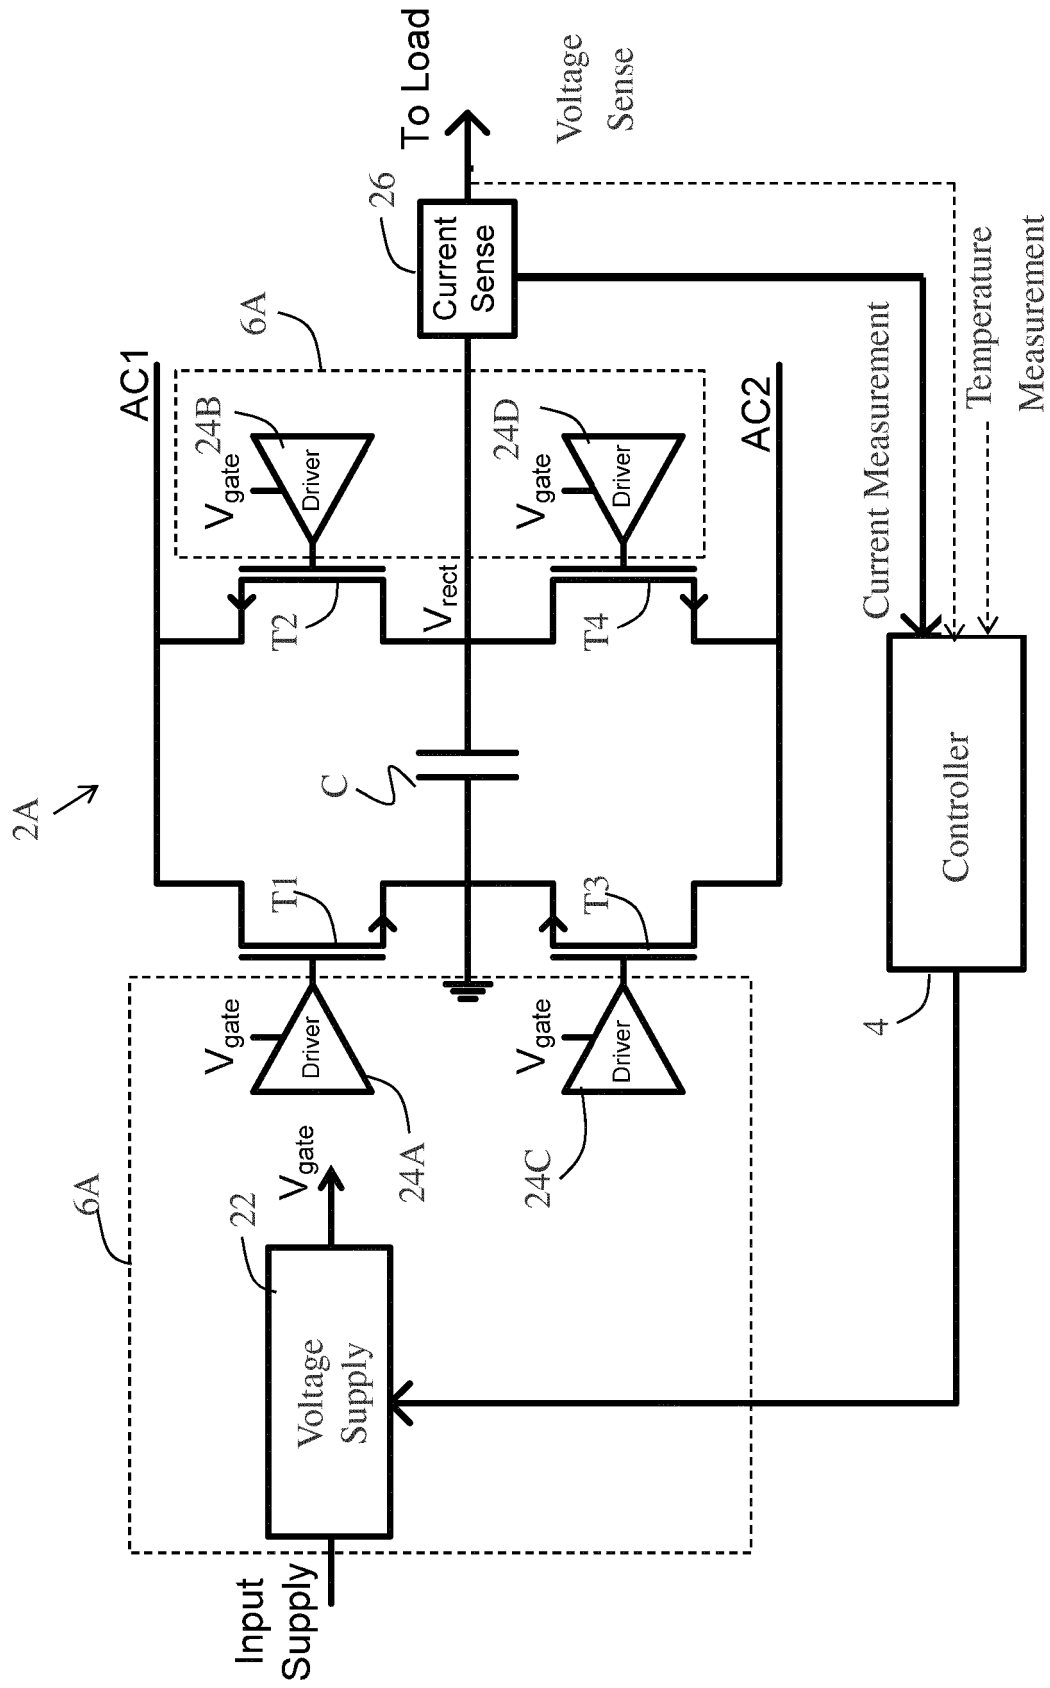 2A
AC1
6A
24B
Vgate
Driver
T2
Vrect
24D
Vgate
Driver
T4
AC2
26
Current
Sense
To Load
Voltage
Sense
C
T1
T3
6A
22
Voltage
Supply
Input
Supply
Vgate
Vgate
Driver
24A
Vgate
Driver
24C
4
Controller
Current Measurement
Temperature
Measurement